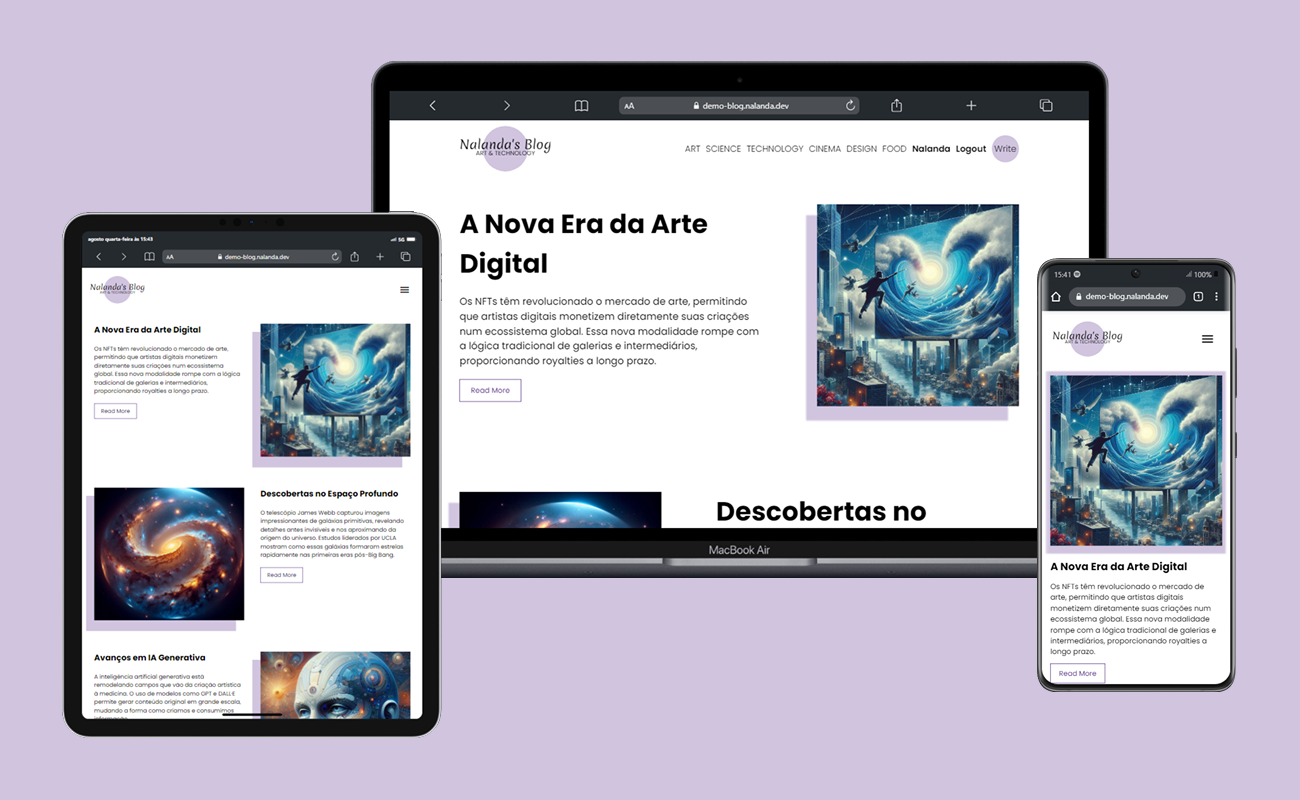 AA demo-blog.nalanda.dev
Nalanda's Blog
ART & TECHNOLOGY
ART SCIENCE TECHNOLOGY CINEMA DESIGN FOOD Nalanda Logout Write
A Nova Era da Arte
Digital
Os NFTs têm revolucionado o mercado de arte, permitindo
que artistas digitais monetizem diretamente suas criações
num ecossistema global. Essa nova modalidade rompe com
a lógica tradicional de galerias e intermediários,
proporcionando royalties a longo prazo.
Read More
Descobertas no
MacBook Air
agosto quarta-feira às 15:43
5G
AA demo-blog.nalanda.dev
Nalanda's Blog
ART & TECHNOLOGY
A Nova Era da Arte Digital
Os NFTs têm revolucionado o mercado de arte,
permitindo que artistas digitais monetizem
diretamente suas criações num ecossistema
global. Essa nova modalidade rompe com a lógica
tradicional de galerias e intermediários,
proporcionando royalties a longo prazo.
Read More
Descobertas no Espaço Profundo
O telescópio James Webb capturou imagens
impressionantes de galáxias primitivas, revelando
detalhes antes invisíveis e nos aproximando da
origem do universo. Estudos liderados por UCLA
mostram como essas galáxias formaram estrelas
rapidamente nas primeiras eras pós-Big Bang.
Read More
Avanços em IA Generativa
A inteligência artificial generativa está
remodelando campos que vão da criação artística
à medicina. O uso de modelos como GPT e DALL·E
permite gerar conteúdo original em grande escala,
mudando a forma como criamos e consumimos
15:41 100%
demo-blog.nalanda.dev 1
Nalanda's Blog
ART & TECHNOLOGY
A Nova Era da Arte Digital
Os NFTs têm revolucionado o mercado de
arte, permitindo que artistas digitais
monetizem diretamente suas criações num
ecossistema global. Essa nova modalidade
rompe com a lógica tradicional de galerias e
intermediários, proporcionando royalties a
longo prazo.
Read More